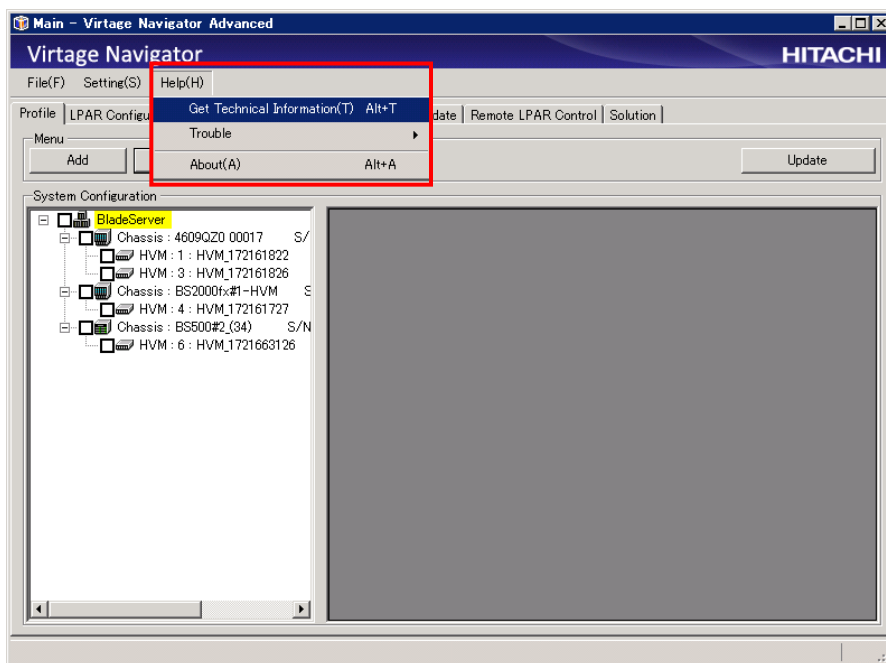 Main - Virtage Navigator Advanced
Virtage Navigator
HITACHI
File(F) Setting(S) Help(H)
Get Technical Information(T) Alt+T
Trouble
About(A) Alt+A
Profile LPAR Configu date Remote LPAR Control Solution
Menu
Add Update
System Configuration
BladeServer
Chassis : 4609QZ0 00017 S/
HVM : 1 : HVM_172161822
HVM : 3 : HVM_172161826
Chassis : BS2000fx#1-HVM S
HVM : 4 : HVM_172161727
Chassis : BS500#2_(34) S/N
HVM : 6 : HVM_1721663126